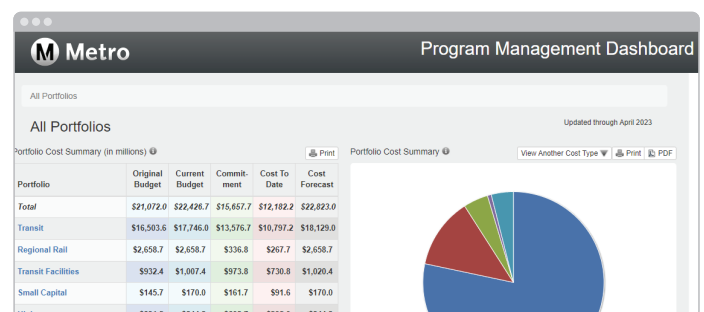 M Metro
Program Management Dashboard
All Portfolios
All Portfolios
Updated through April 2023
Portfolio Cost Summary (in millions)
Print
Portfolio Original Budget Current Budget Commit-ment Cost To Date Cost Forecast
Total $21,072.0 $22,426.7 $15,657.7 $12,182.2 $22,823.0
Transit $16,503.6 $17,746.0 $13,576.7 $10,797.2 $18,129.0
Regional Rail $2,658.7 $2,658.7 $336.8 $267.7 $2,658.7
Transit Facilities $932.4 $1,007.4 $973.8 $730.8 $1,020.4
Small Capital $145.7 $170.0 $161.7 $91.6 $170.0
Portfolio Cost Summary
View Another Cost Type Print PDF